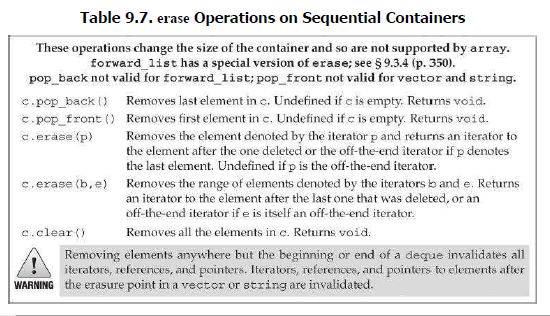 Table 9.7. erase Operations on Sequential Containers
These operations change the size of the container and so are not supported by array.
forward_list has a special version of erase; see § 9.3.4 (p. 350).
pop_back not valid for forward_list; pop_front not valid for vector and string.
c.pop_back() Removes last element in c. Undefined if c is empty. Returns void.
c.pop_front() Removes first element in c. Undefined if c is empty. Returns void.
c.erase(p) Removes the element denoted by the iterator p and returns an iterator to
the element after the one deleted or the off-the-end iterator if p denotes
the last element. Undefined if p is the off-the-end iterator.
c.erase(b,e) Removes the range of elements denoted by the iterators b and e. Returns
an iterator to the element after the last one that was deleted, or an
off-the-end iterator if e is itself an off-the-end iterator.
c.clear() Removes all the elements in c. Returns void.
Removing elements anywhere but the beginning or end of a deque invalidates all
iterators, references, and pointers. Iterators, references, and pointers to elements after
the erasure point in a vector or string are invalidated.
WARNING